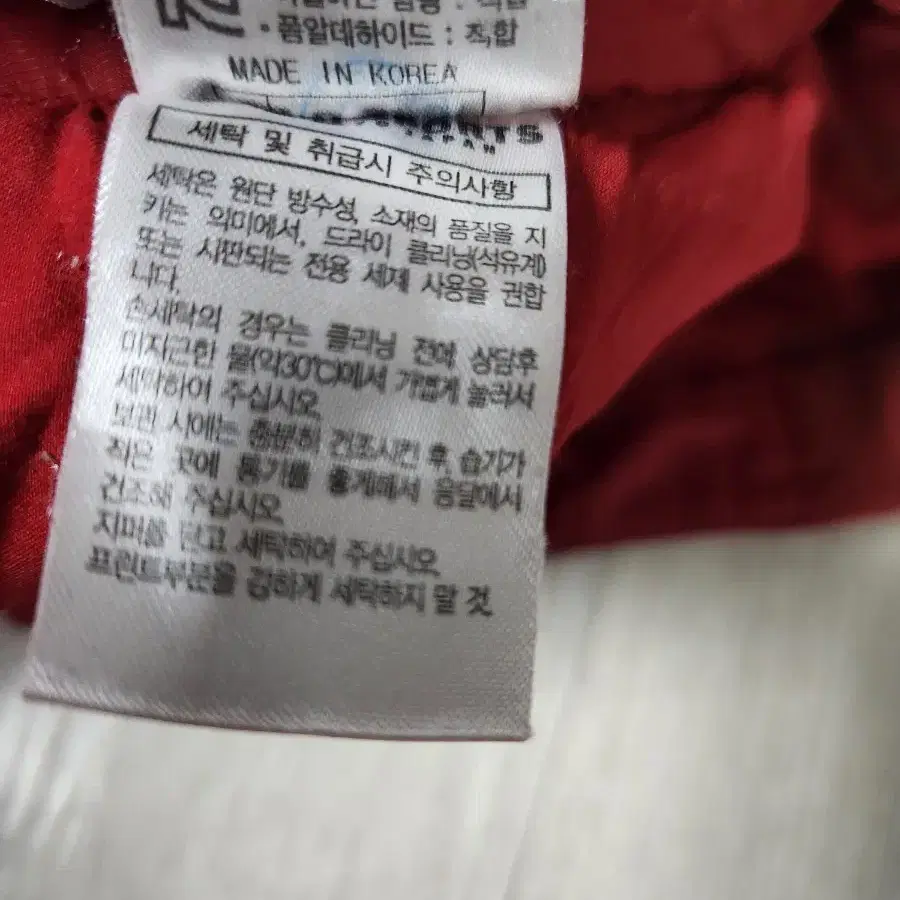 · 폼알데하이드 : 적합
MADE IN KOREA
세탁 및 취급시 주의사항
세탁은 원단 방수성, 소재의 품질을 지
키는 의미에서, 드라이 클리닝(석유계)
또는 시판되는 전용 세제 사용을 권합
니다.
손세탁의 경우는 클리닝 전에 상담후
미지근한 물(약30℃)에서 가볍게 눌러서
세탁하여 주십시오.
보관 시에는 충분히 건조시킨 후, 습기가
적은 곳에 통기를 좋게해서 응달에서
건조해 주십시오.
지퍼를 닫고 세탁하여 주십시오.
프린트부분을 강하게 세탁하지 말 것.